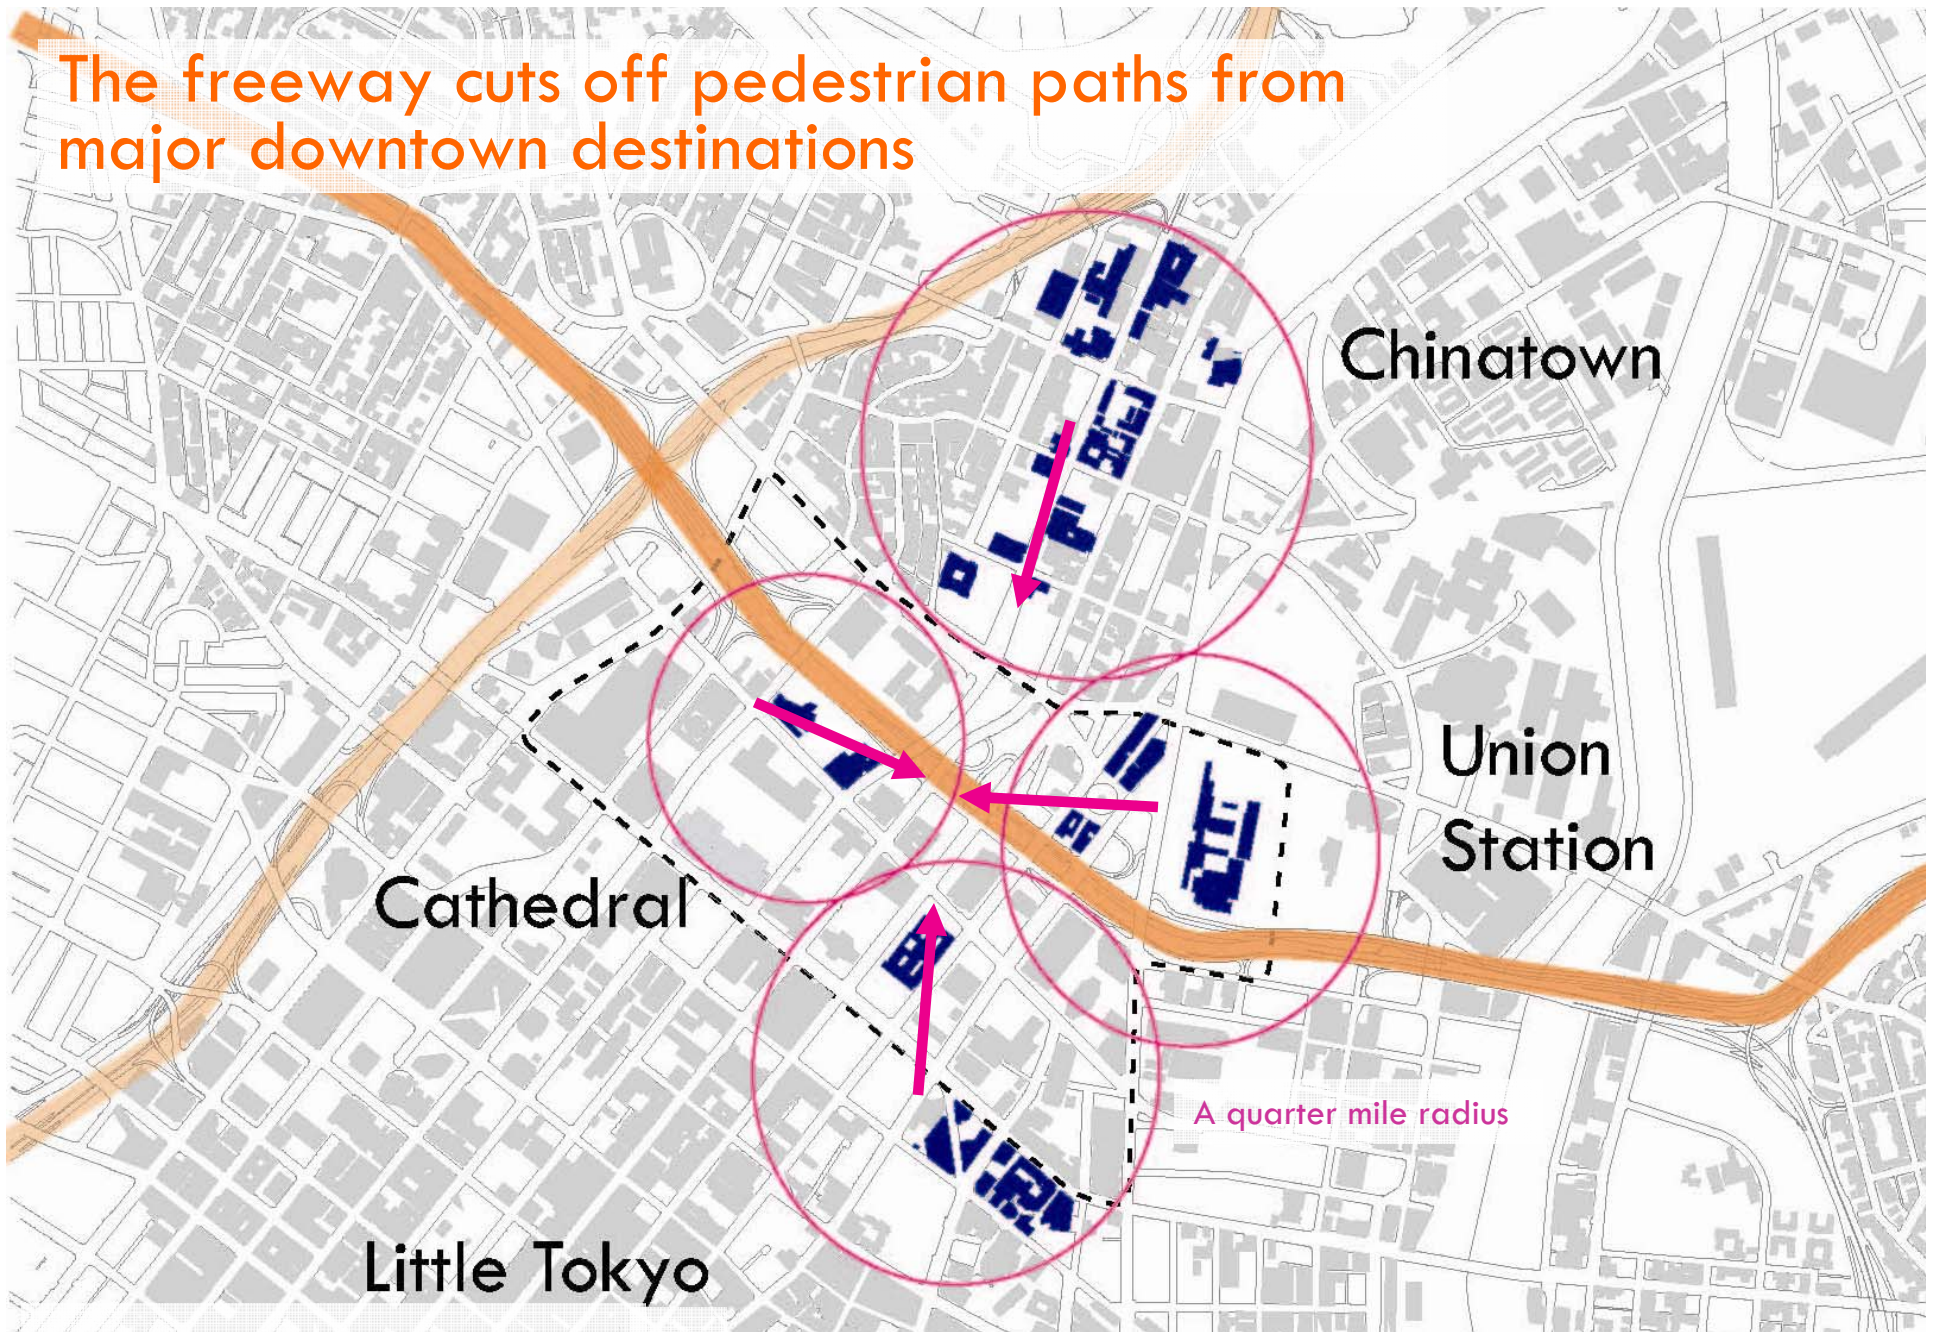 The freeway cuts off pedestrian paths from
major downtown destinations
Chinatown
Union
Station
Cathedral
A quarter mile radius
Little Tokyo